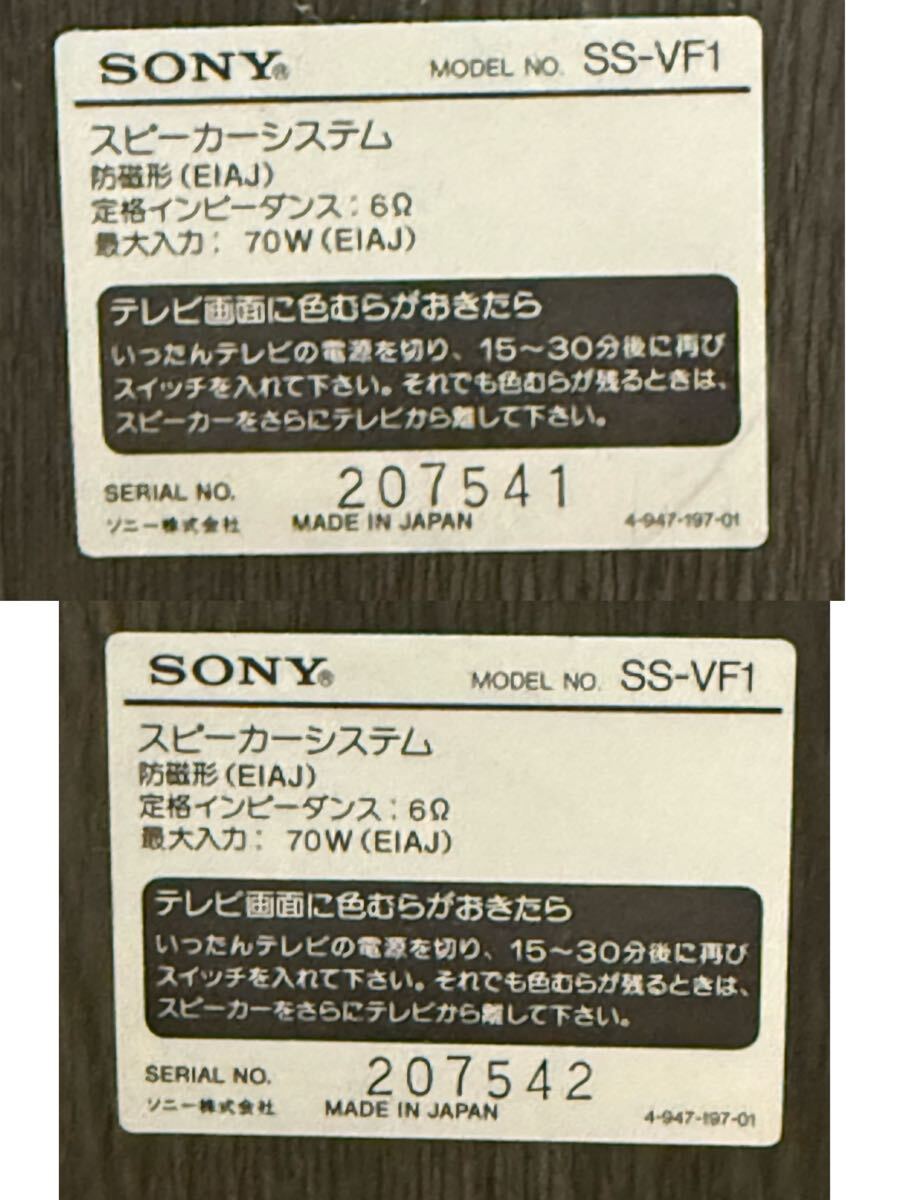 SONY® MODEL NO. SS-VF1
スピーカーシステム
防磁形(EIAJ)
定格インピーダンス:6Ω
最大入力: 70W(EIAJ)
テレビ画面に色むらがおきたら
いったんテレビの電源を切り、15〜30分後に再び
スイッチを入れて下さい。それでも色むらが残るときは、
スピーカーをさらにテレビから離して下さい。
SERIAL NO. 207541
ソニー株式会社 MADE IN JAPAN 4-947-197-01
SONY® MODEL NO. SS-VF1
スピーカーシステム
防磁形(EIAJ)
定格インピーダンス:6Ω
最大入力: 70W(EIAJ)
テレビ画面に色むらがおきたら
いったんテレビの電源を切り、15〜30分後に再び
スイッチを入れて下さい。それでも色むらが残るときは、
スピーカーをさらにテレビから離して下さい。
SERIAL NO. 207542
ソニー株式会社 MADE IN JAPAN 4-947-197-01